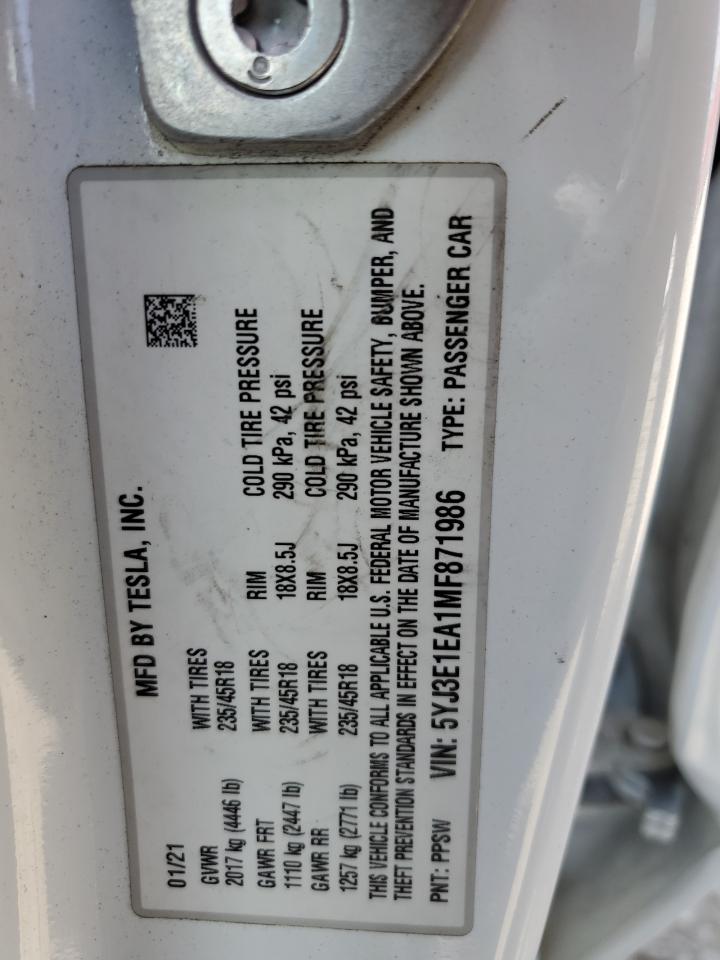 MFD BY TESLA, INC.
01/21
GVWR WITH TIRES
2017 kg (4446 lb) 235/45R18
GAWR FRT WITH TIRES RIM COLD TIRE PRESSURE
1110 kg (2447 lb) 235/45R18 18X8.5J 290 kPa, 42 psi
GAWR RR WITH TIRES RIM COLD TIRE PRESSURE
1257 kg (2771 lb) 235/45R18 18X8.5J 290 kPa, 42 psi
THIS VEHICLE CONFORMS TO ALL APPLICABLE U.S. FEDERAL MOTOR VEHICLE SAFETY, BUMPER, AND
THEFT PREVENTION STANDARDS IN EFFECT ON THE DATE OF MANUFACTURE SHOWN ABOVE.
PNT: PPSW VIN: 5YJ3E1EA1MF871986 TYPE: PASSENGER CAR